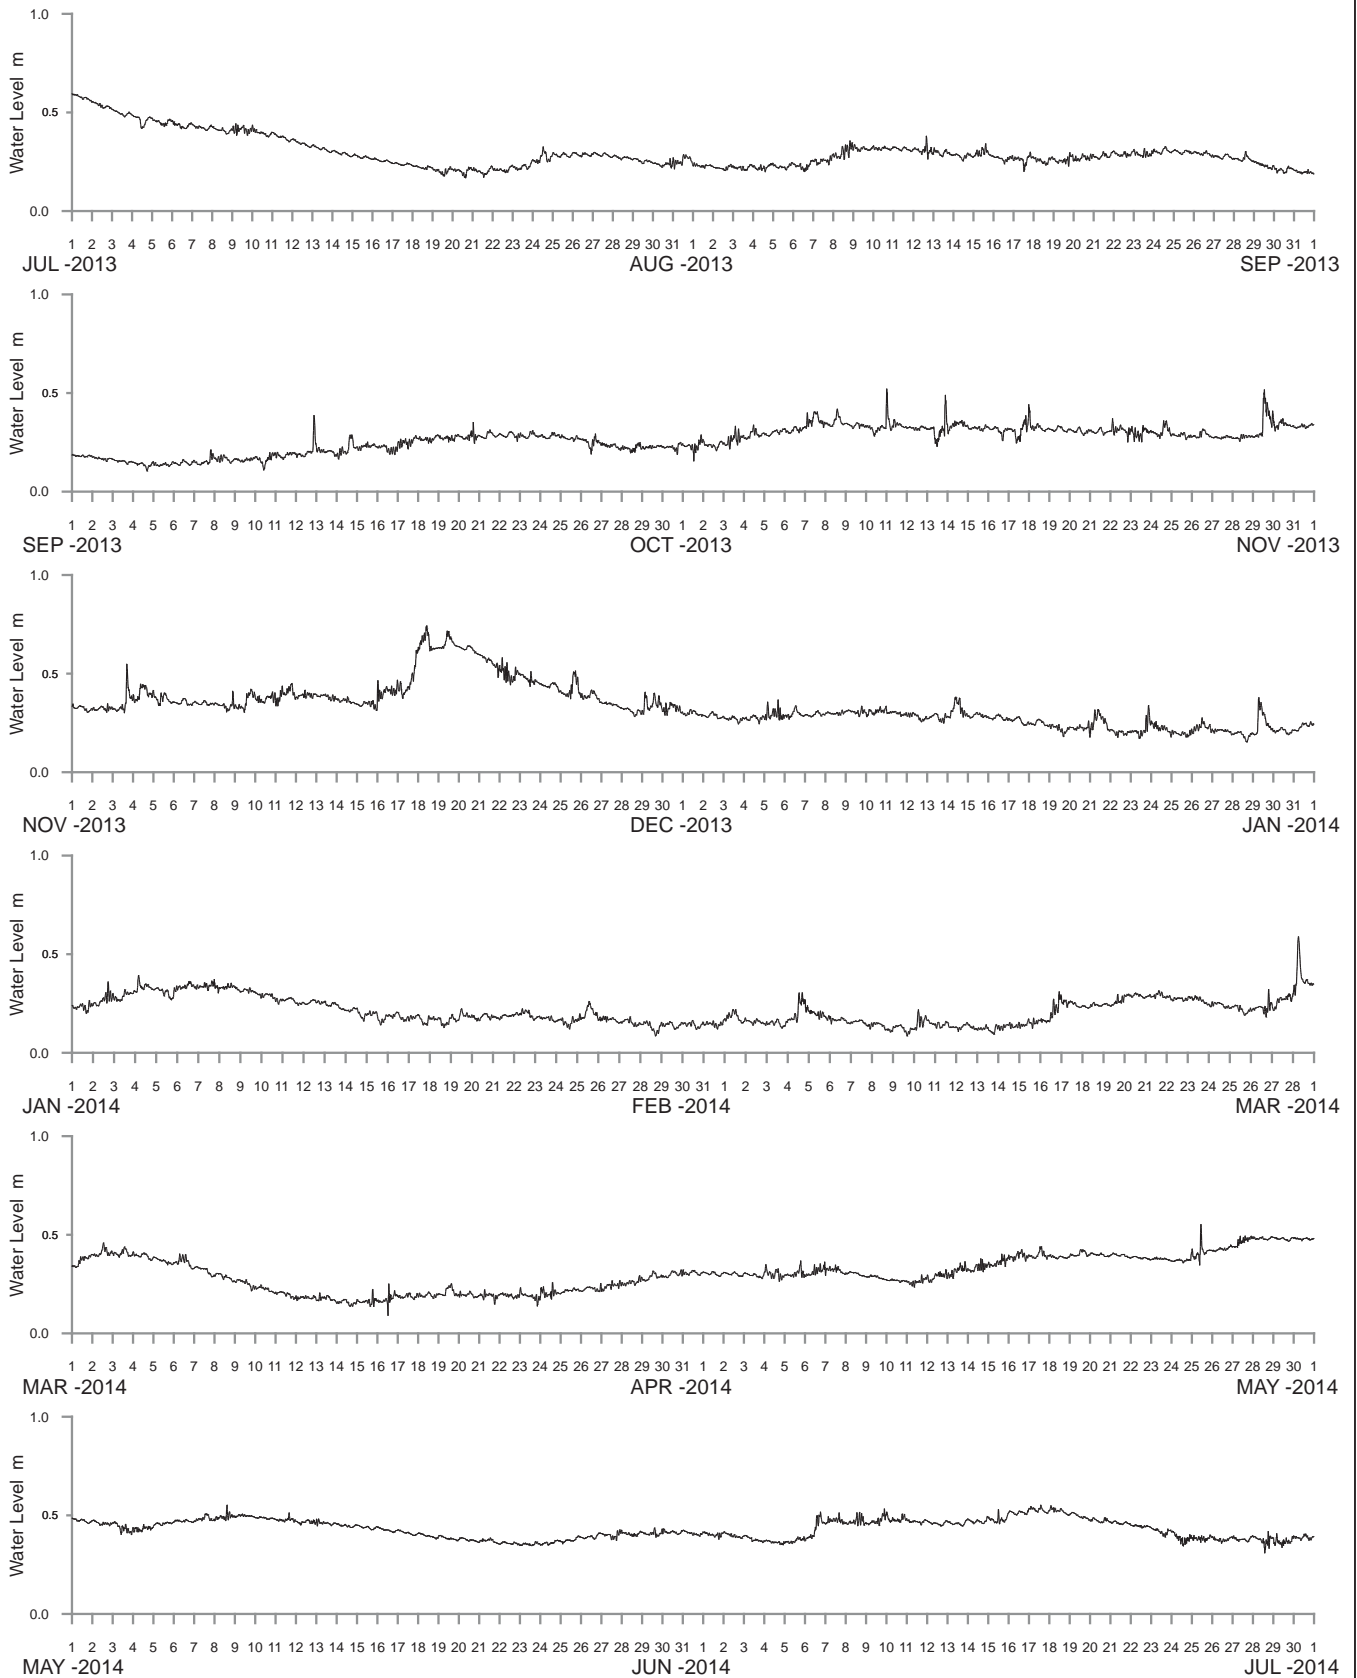 1.0
Water Level m
0.5
0.0
1 2 3 4 5 6 7 8 9 10 11 12 13 14 15 16 17 18 19 20 21 22 23 24 25 26 27 28 29 30 31 1 2 3 4 5 6 7 8 9 10 11 12 13 14 15 16 17 18 19 20 21 22 23 24 25 26 27 28 29 30 31 1
JUL -2013 AUG -2013 SEP -2013
1.0
Water Level m
0.5
0.0
1 2 3 4 5 6 7 8 9 10 11 12 13 14 15 16 17 18 19 20 21 22 23 24 25 26 27 28 29 30 1 2 3 4 5 6 7 8 9 10 11 12 13 14 15 16 17 18 19 20 21 22 23 24 25 26 27 28 29 30 31 1
SEP -2013 OCT -2013 NOV -2013
1.0
Water Level m
0.5
0.0
1 2 3 4 5 6 7 8 9 10 11 12 13 14 15 16 17 18 19 20 21 22 23 24 25 26 27 28 29 30 1 2 3 4 5 6 7 8 9 10 11 12 13 14 15 16 17 18 19 20 21 22 23 24 25 26 27 28 29 30 31 1
NOV -2013 DEC -2013 JAN -2014
1.0
Water Level m
0.5
0.0
1 2 3 4 5 6 7 8 9 10 11 12 13 14 15 16 17 18 19 20 21 22 23 24 25 26 27 28 29 30 31 1 2 3 4 5 6 7 8 9 10 11 12 13 14 15 16 17 18 19 20 21 22 23 24 25 26 27 28 1
JAN -2014 FEB -2014 MAR -2014
1.0
Water Level m
0.5
0.0
1 2 3 4 5 6 7 8 9 10 11 12 13 14 15 16 17 18 19 20 21 22 23 24 25 26 27 28 29 30 31 1 2 3 4 5 6 7 8 9 10 11 12 13 14 15 16 17 18 19 20 21 22 23 24 25 26 27 28 29 30 1
MAR -2014 APR -2014 MAY -2014
1.0
Water Level m
0.5
0.0
1 2 3 4 5 6 7 8 9 10 11 12 13 14 15 16 17 18 19 20 21 22 23 24 25 26 27 28 29 30 31 1 2 3 4 5 6 7 8 9 10 11 12 13 14 15 16 17 18 19 20 21 22 23 24 25 26 27 28 29 30 1
MAY -2014 JUN -2014 JUL -2014